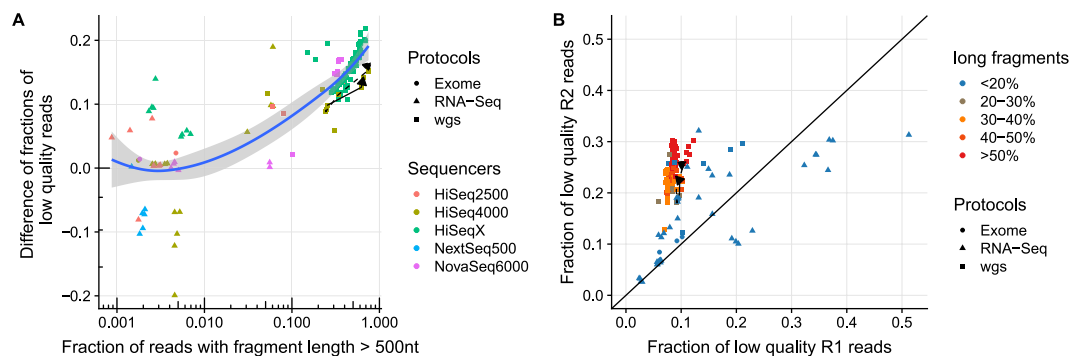 A
Difference of fractions of
low quality reads
0.2
0.1
0.0
−0.1
−0.2
0.001
0.010
0.100
1.000
Fraction of reads with fragment length > 500nt
Protocols
Exome
RNA−Seq
wgs
Sequencers
HiSeq2500
HiSeq4000
HiSeqX
NextSeq500
NovaSeq6000
B
Fraction of low quality R2 reads
0.5
0.4
0.3
0.2
0.1
0.0
0.0
0.1
0.2
0.3
0.4
0.5
Fraction of low quality R1 reads
long fragments
<20%
20−30%
30−40%
40−50%
>50%
Protocols
Exome
RNA−Seq
wgs